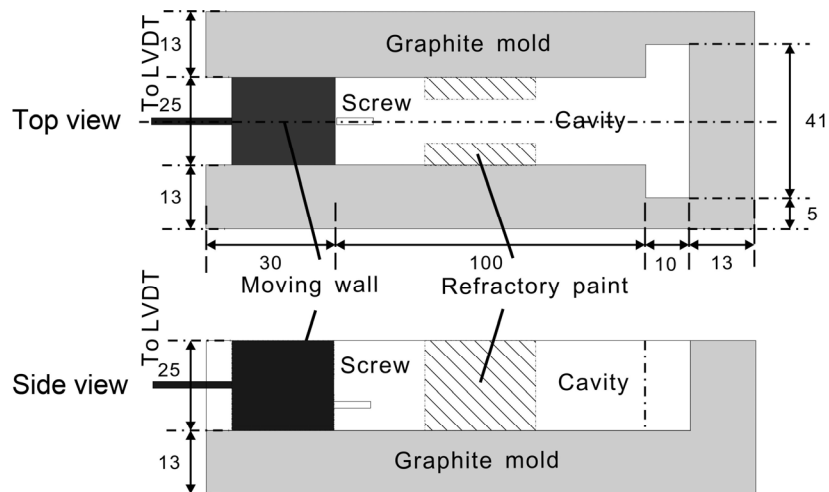 To LVDT
13
Graphite mold
25
Screw
Top view
Cavity
41
13
5
30
100
10
13
Moving wall
Refractory paint
To LVDT
25
Screw
Side view
Cavity
13
Graphite mold